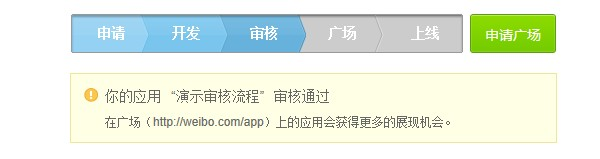 申请 开发 审核 广场 上线 申请广场
你的应用“演示审核流程”审核通过
在广场（http://weibo.com/app）上的应用会获得更多的展现机会。